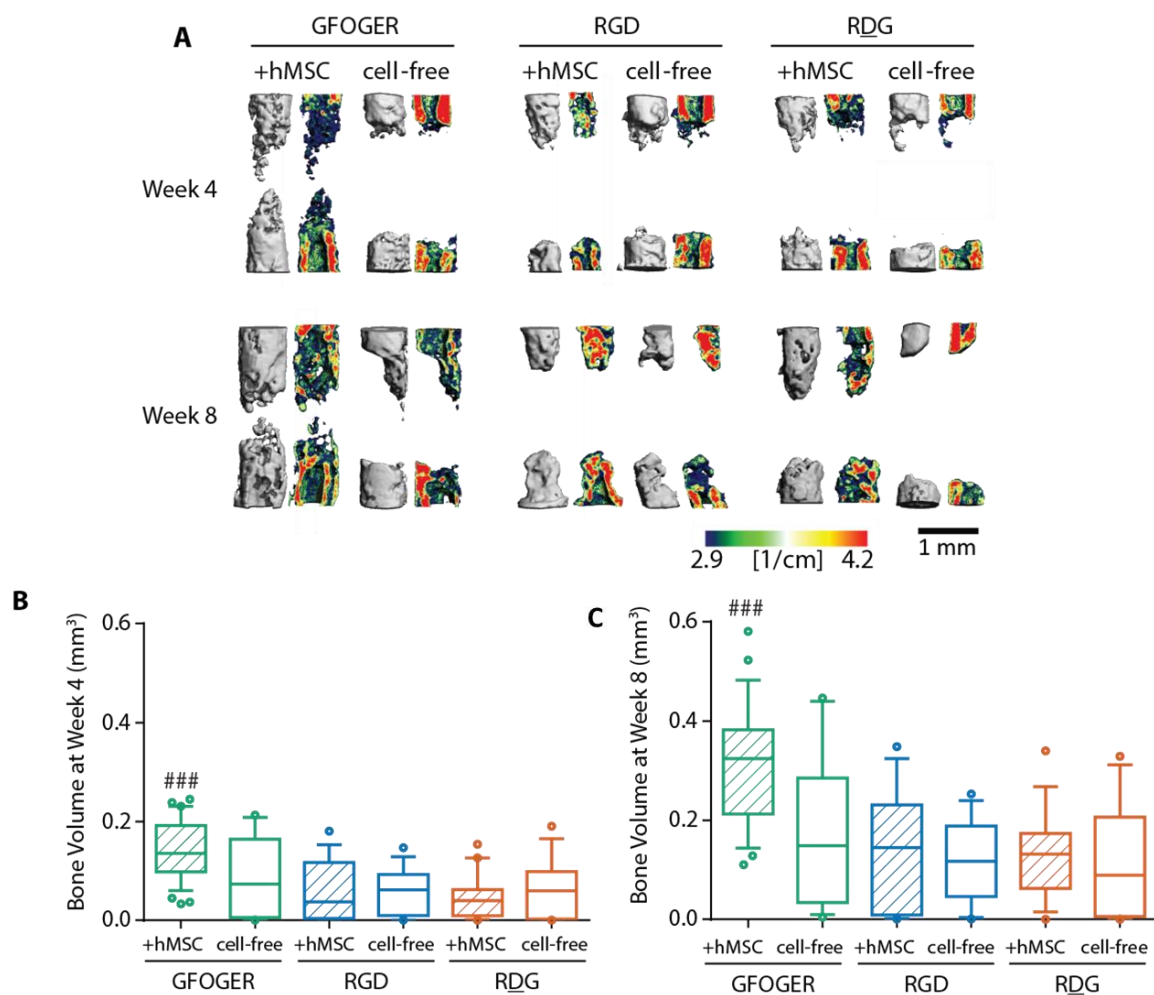 A
GFOGER RGD RDG
+hMSC cell-free +hMSC cell-free +hMSC cell-free
Week 4
Week 8
2.9 [1/cm] 4.2
1 mm
B
Bone Volume at Week 4 (mm³)
0.6
0.4
0.2
0.0
###
+hMSC cell-free +hMSC cell-free +hMSC cell-free
GFOGER RGD RDG
C
Bone Volume at Week 8 (mm³)
0.6
0.4
0.2
0.0
###
+hMSC cell-free +hMSC cell-free +hMSC cell-free
GFOGER RGD RDG